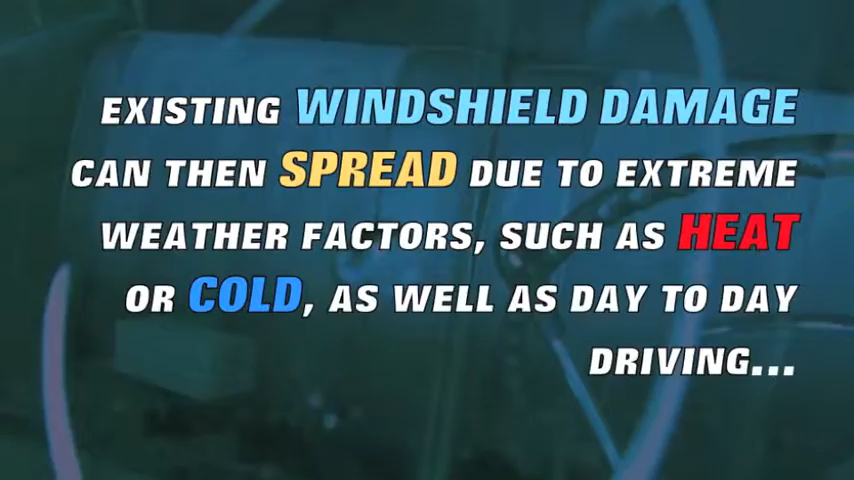 EXISTING WINDSHIELD DAMAGE
CAN THEN SPREAD DUE TO EXTREME
WEATHER FACTORS, SUCH AS HEAT
OR COLD, AS WELL AS DAY TO DAY
DRIVING...